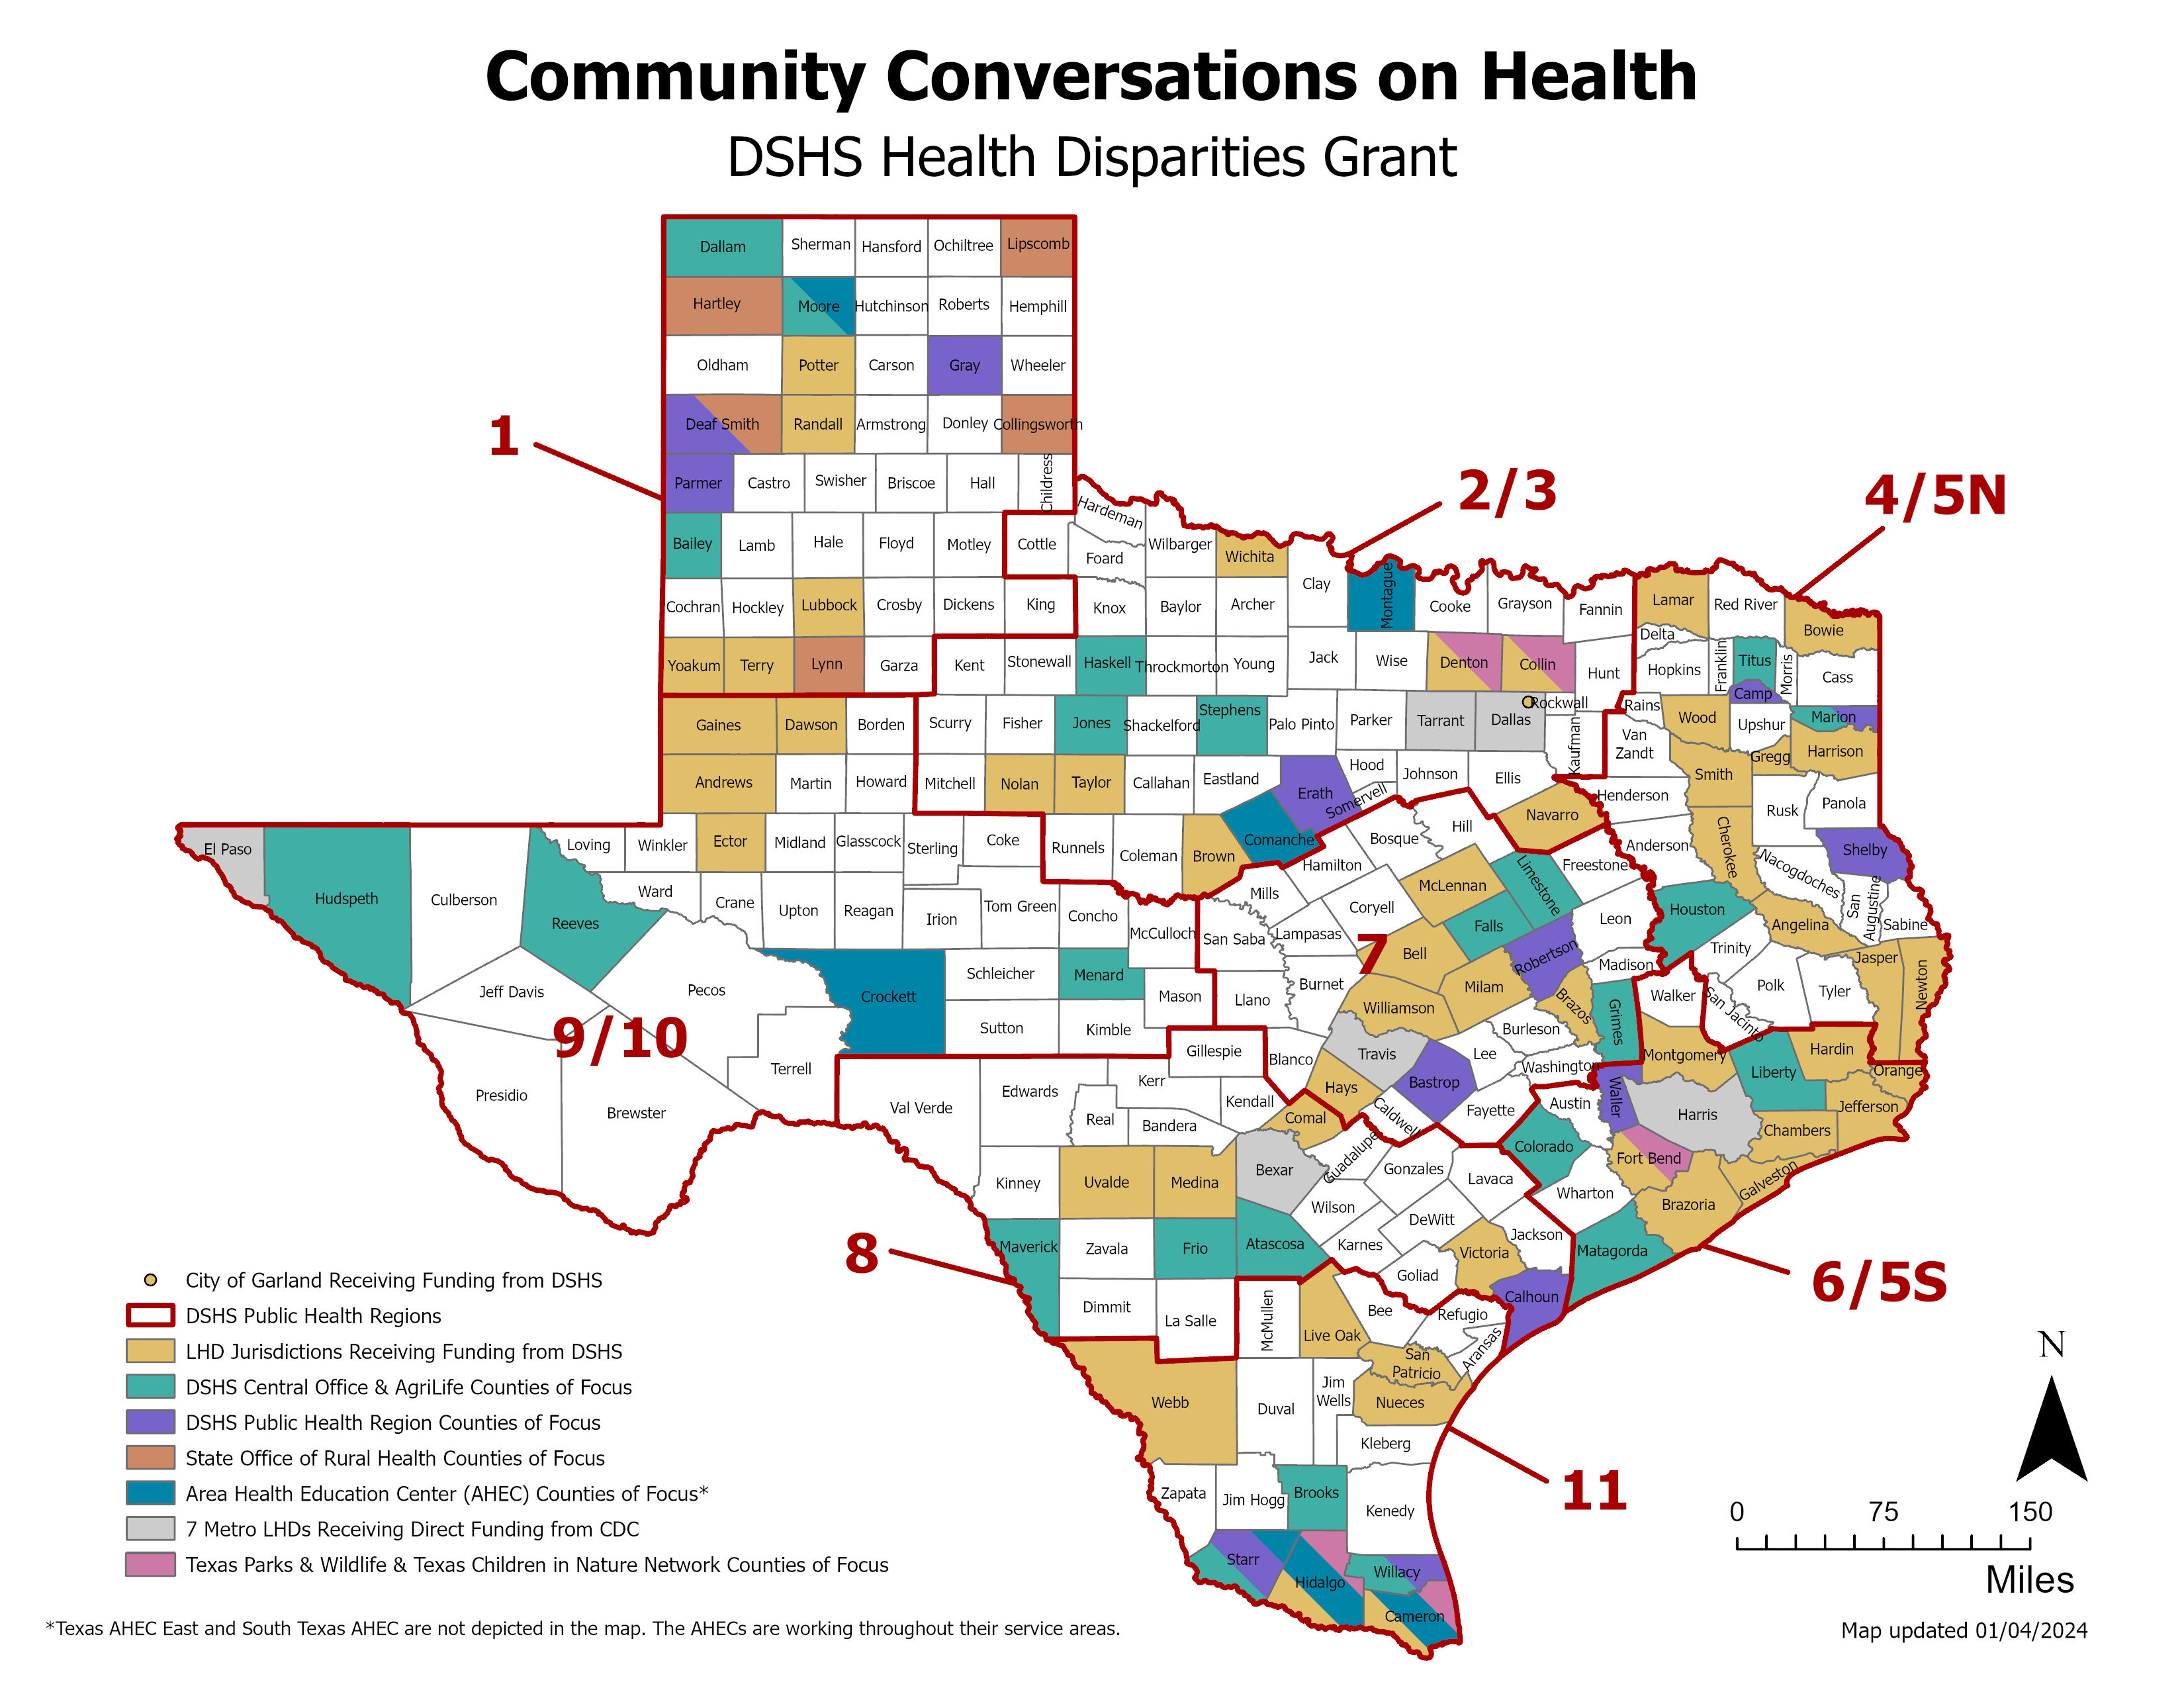 Community Conversations on Health
DSHS Health Disparities Grant
Dallam Sherman Hansford Ochiltree Lipscomb
Hartley Moore Hutchinson Roberts Hemphill
Oldham Potter Carson Gray Wheeler
1 Deaf Smith Randall Armstrong Donley Collingsworth
Parmer Castro Swisher Briscoe Hall Childress
2/3
4/5N
Bailey Lamb Hale Floyd Motley Cottle Hardeman Foard Wilbarger Wichita Clay
Montague Cooke Grayson Fannin Lamar Red River Bowie
Cochran Hockley Lubbock Crosby Dickens King Knox Baylor Archer
Delta Hopkins Franklin Titus Morris Cass
Yoakum Terry Lynn Garza Kent Stonewall Haskell Throckmorton Young Jack Wise Denton Collin Hunt
Camp Rains Wood Upshur Marion
Gaines Dawson Borden Scurry Fisher Jones Shackelford Stephens Palo Pinto Parker Tarrant Dallas Rockwall Kaufman Van
Zandt
Gregg Harrison Smith
Andrews Martin Howard Mitchell Nolan Taylor Callahan Eastland Erath Hood Somervell Johnson Ellis Henderson Rusk Panola
Navarro
El Paso Hudspeth Culberson Reeves Loving Winkler Ector Midland Glasscock Sterling Coke Runnels Coleman Brown Comanche Hamilton Bosque Hill
Freestone Anderson Cherokee Nacogdoches Shelby
Ward Crane Upton Reagan Irion Tom Green Concho McCulloch
Mills Coryell McLennan Limestone
San Saba Lampasas 7 Bell Falls Robertson Leon Houston Angelina San
Augustine
Sabine
Madison Trinity Polk Tyler Jasper Newton
Jeff Davis Pecos Crockett Schleicher Menard Mason Llano Burnet Williamson Milam Brazos Grimes Walker San Jacinto
9/10
Sutton Kimble Gillespie Blanco Travis Burleson Lee Washington Montgomery Liberty Hardin Orange
Presidio Brewster Terrell Val Verde Edwards Kerr Real Bandera Kendall Hays Comal Bastrop Caldwell Fayette Austin Waller Harris Chambers Jefferson
Kinney Uvalde Medina Bexar Guadalupe Gonzales Lavaca Colorado Fort Bend Galveston
Wilson Wharton Brazoria
8 Maverick Zavala Frio Atascosa Karnes DeWitt Jackson Victoria Goliad Matagorda
6/5S
Calhoun
Dimmit La Salle McMullen Live Oak Bee Refugio Aransas
San
Patricio
Webb Duval Jim
Wells
Nueces
Kleberg
11
Zapata Jim Hogg Brooks Kenedy
Starr Hidalgo Willacy
Cameron
City of Garland Receiving Funding from DSHS
DSHS Public Health Regions
LHD Jurisdictions Receiving Funding from DSHS
DSHS Central Office & AgriLife Counties of Focus
DSHS Public Health Region Counties of Focus
State Office of Rural Health Counties of Focus
Area Health Education Center (AHEC) Counties of Focus*
7 Metro LHDs Receiving Direct Funding from CDC
Texas Parks & Wildlife & Texas Children in Nature Network Counties of Focus
*Texas AHEC East and South Texas AHEC are not depicted in the map. The AHECs are working throughout their service areas.
N
0 75 150
Miles
Map updated 01/04/2024